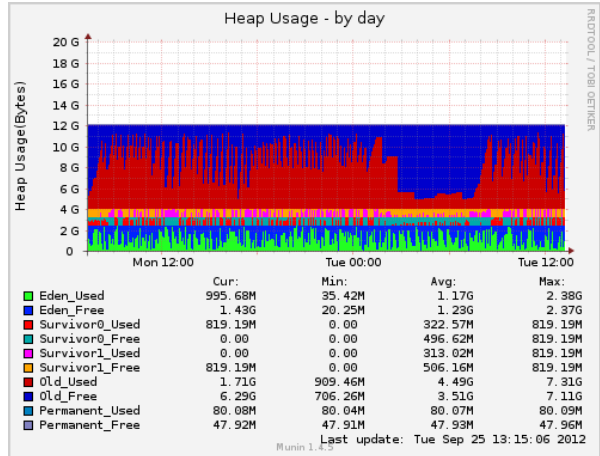 Heap Usage - by day
RRDTOOL / TOBI OETIKER
Heap Usage(Bytes)
20 G
18 G
16 G
14 G
12 G
10 G
8 G
6 G
4 G
2 G
0
Mon 12:00 Tue 00:00 Tue 12:00
Cur: Min: Avg: Max:
Eden_Used 995.68M 35.42M 1.17G 2.38G
Eden_Free 1.43G 20.25M 1.23G 2.37G
Survivor0_Used 819.19M 0.00 322.57M 819.19M
Survivor0_Free 0.00 0.00 496.62M 819.19M
Survivor1_Used 0.00 0.00 313.02M 819.19M
Survivor1_Free 819.19M 0.00 506.16M 819.19M
Old_Used 1.71G 909.46M 4.49G 7.31G
Old_Free 6.29G 706.26M 3.51G 7.11G
Permanent_Used 80.08M 80.04M 80.07M 80.09M
Permanent_Free 47.92M 47.91M 47.93M 47.96M
Last update: Tue Sep 25 13:15:06 2012
Munin 1.4.5